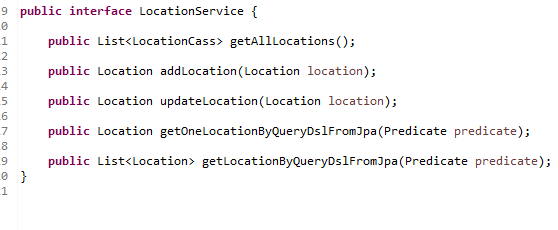 9 public interface LocationService {
0
1 public List<LocationCass> getAllLocations();
2
3 public Location addLocation(Location location);
4
5 public Location updateLocation(Location location);
6
7 public Location getOneLocationByQueryDslFromJpa(Predicate predicate);
8
9 public List<Location> getLocationByQueryDslFromJpa(Predicate predicate);
0 }
1